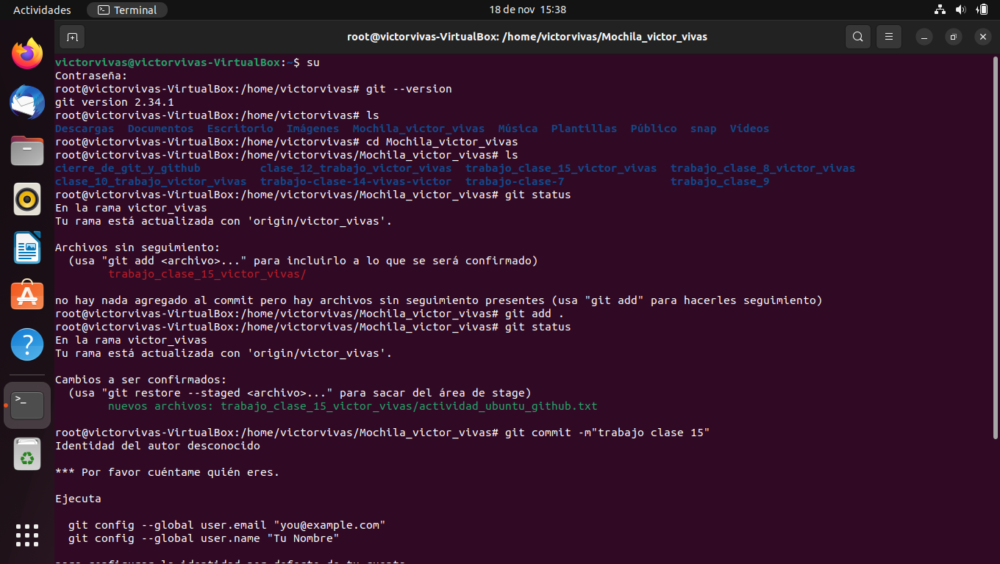 Actividades Terminal 18 de nov 15:38
root@victorvivas-VirtualBox: /home/victorvivas/Mochila_victor_vivas
victorvivas@victorvivas-VirtualBox:~$ su
Contraseña:
root@victorvivas-VirtualBox:/home/victorvivas# git --version
git version 2.34.1
root@victorvivas-VirtualBox:/home/victorvivas# ls
Descargas Documentos Escritorio Imágenes Mochila_victor_vivas Música Plantillas Público snap Vídeos
root@victorvivas-VirtualBox:/home/victorvivas# cd Mochila_victor_vivas
root@victorvivas-VirtualBox:/home/victorvivas/Mochila_victor_vivas# ls
cierre_de_git_y_github clase_12_trabajo_victor_vivas trabajo_clase_15_victor_vivas trabajo_clase_8_victor_vivas
clase_10_trabajo_victor_vivas trabajo-clase-14-vivas-victor trabajo-clase-7 trabajo_clase_9
root@victorvivas-VirtualBox:/home/victorvivas/Mochila_victor_vivas# git status
En la rama victor_vivas
Tu rama está actualizada con 'origin/victor_vivas'.
Archivos sin seguimiento:
(usa "git add <archivo>..." para incluirlo a lo que se será confirmado)
trabajo_clase_15_victor_vivas/
no hay nada agregado al commit pero hay archivos sin seguimiento presentes (usa "git add" para hacerles seguimiento)
root@victorvivas-VirtualBox:/home/victorvivas/Mochila_victor_vivas# git add .
root@victorvivas-VirtualBox:/home/victorvivas/Mochila_victor_vivas# git status
En la rama victor_vivas
Tu rama está actualizada con 'origin/victor_vivas'.
Cambios a ser confirmados:
(usa "git restore --staged <archivo>..." para sacar del área de stage)
nuevos archivos: trabajo_clase_15_victor_vivas/actividad_ubuntu_github.txt
root@victorvivas-VirtualBox:/home/victorvivas/Mochila_victor_vivas# git commit -m"trabajo clase 15"
Identidad del autor desconocido
*** Por favor cuéntame quién eres.
Ejecuta
git config --global user.email "you@example.com"
git config --global user.name "Tu Nombre"
para configurar la identidad por defecto de tu cuenta.